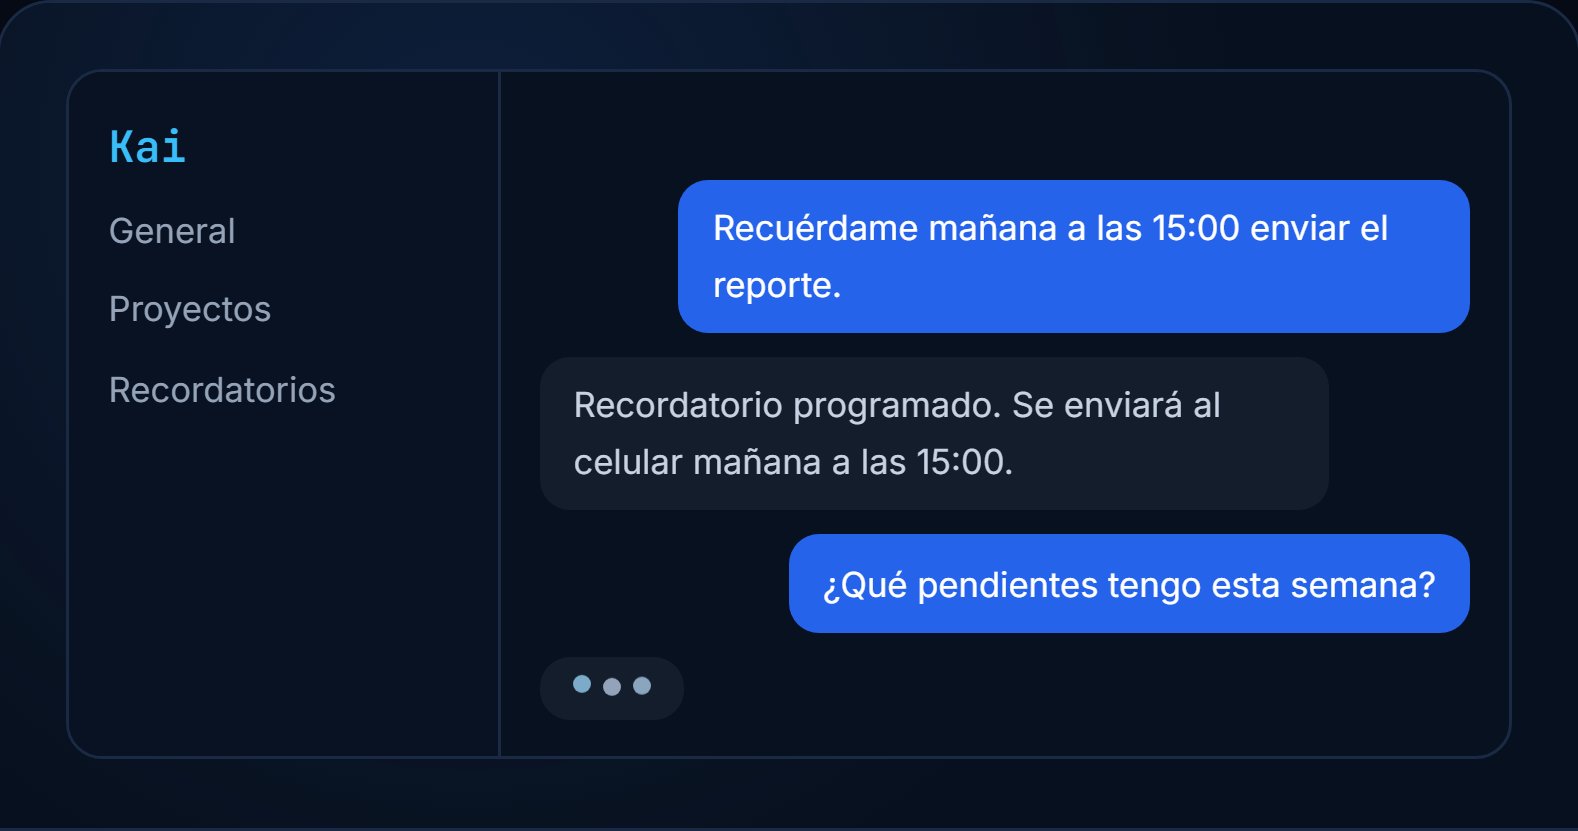 Kai
General
Proyectos
Recordatorios
Recuérdame mañana a las 15:00 enviar el
reporte.
Recordatorio programado. Se enviará al
celular mañana a las 15:00.
¿Qué pendientes tengo esta semana?